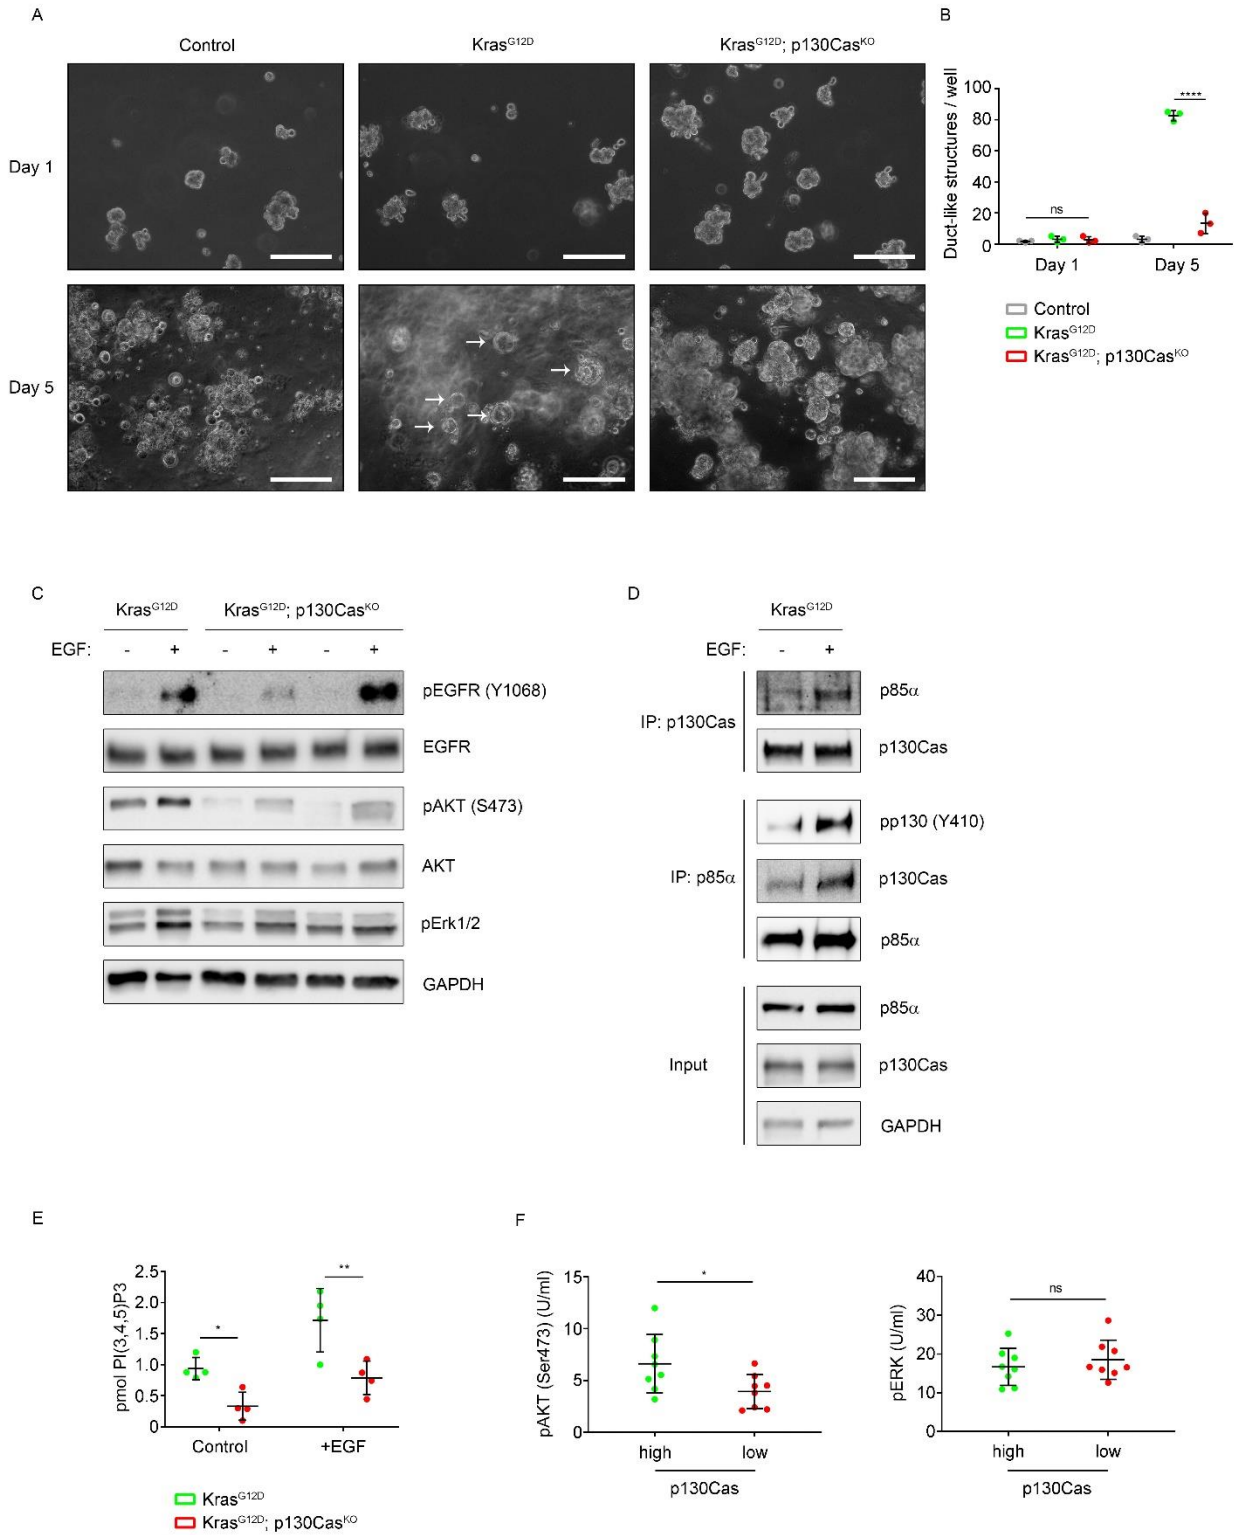 A
Control
Kras^G12D
Kras^G12D; p130Cas^KO
Day 1
Day 5
B
Duct-like structures / well
100
80
60
40
20
0
ns
****
Day 1
Day 5
Control
Kras^G12D
Kras^G12D; p130Cas^KO
C
Kras^G12D
Kras^G12D; p130Cas^KO
EGF: - + - + - +
pEGFR (Y1068)
EGFR
pAKT (S473)
AKT
pErk1/2
GAPDH
D
Kras^G12D
EGF: - +
IP: p130Cas
p85α
p130Cas
IP: p85α
pp130 (Y410)
p130Cas
p85α
Input
p85α
p130Cas
GAPDH
E
pmol PI(3,4,5)P3
2.5
2.0
1.5
1.0
0.5
0
*
**
Control
+EGF
Kras^G12D
Kras^G12D; p130Cas^KO
F
pAKT (Ser473) (U/ml)
15
10
5
0
*
high
low
p130Cas
pERK (U/ml)
40
30
20
10
0
ns
high
low
p130Cas